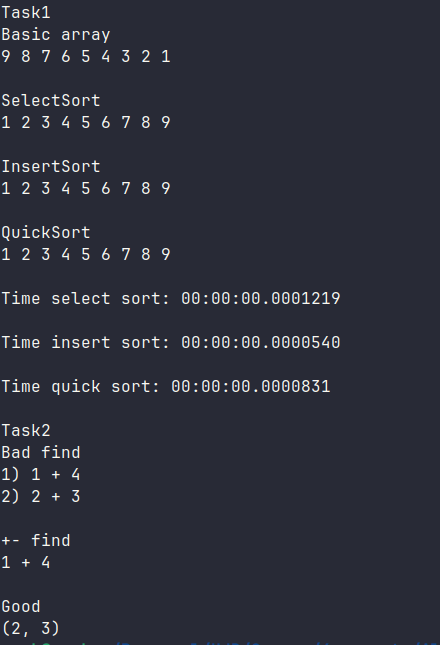 Task1
Basic array
9 8 7 6 5 4 3 2 1
SelectSort
1 2 3 4 5 6 7 8 9
InsertSort
1 2 3 4 5 6 7 8 9
QuickSort
1 2 3 4 5 6 7 8 9
Time select sort: 00:00:00.0001219
Time insert sort: 00:00:00.0000540
Time quick sort: 00:00:00.0000831
Task2
Bad find
1) 1 + 4
2) 2 + 3
+- find
1 + 4
Good
(2, 3)